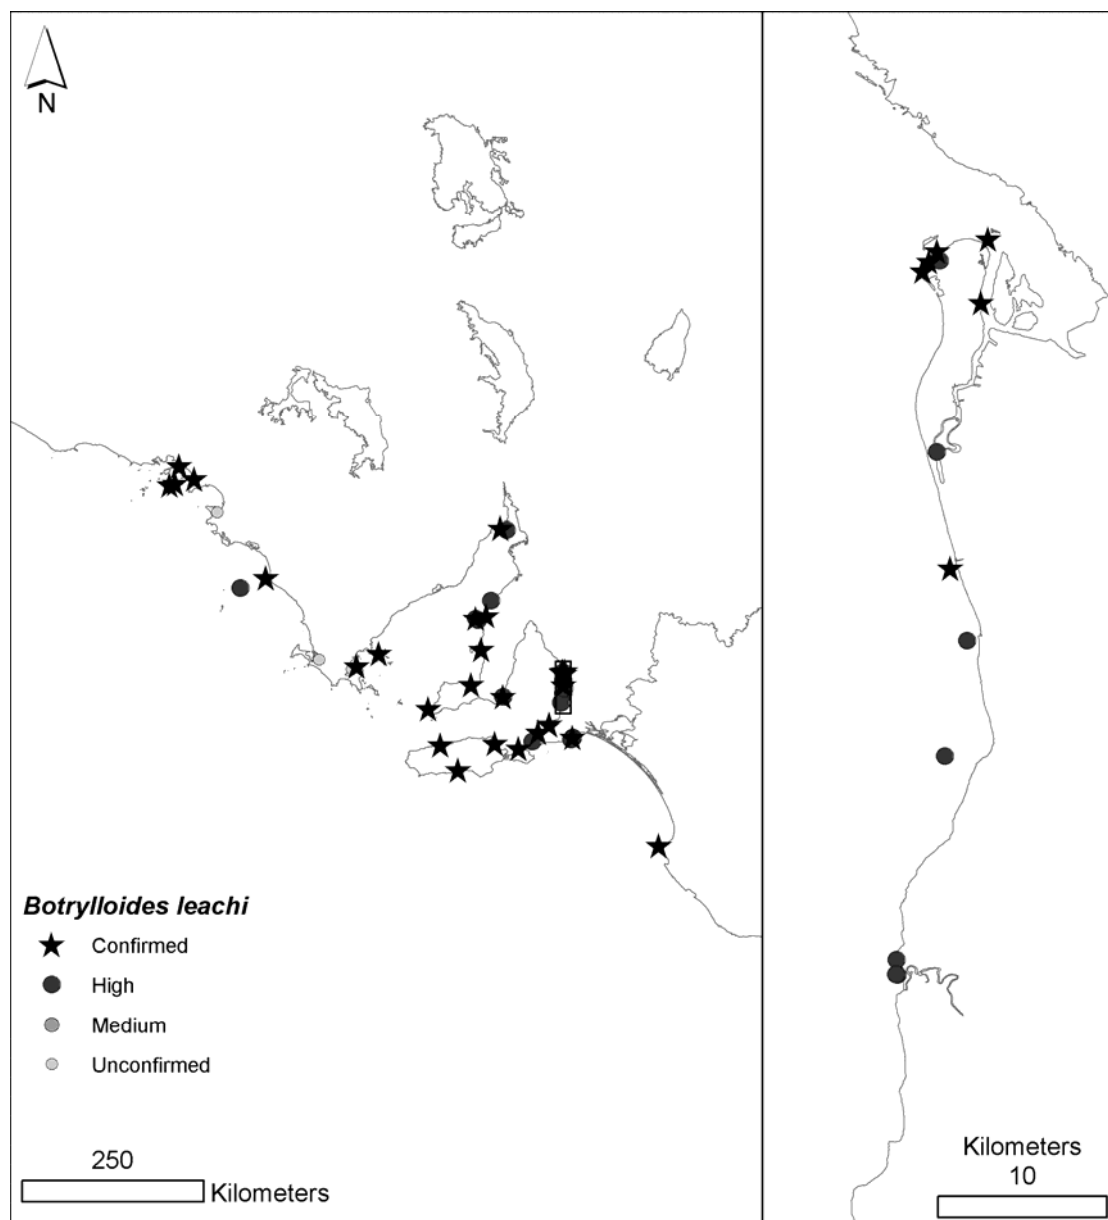 N
Botrylloides leachi
Confirmed
High
Medium
Unconfirmed
250
Kilometers
Kilometers
10